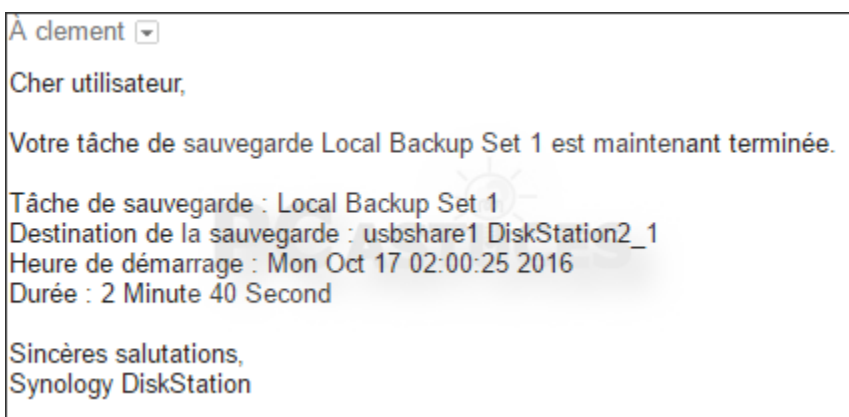 À clement
Cher utilisateur,
Votre tâche de sauvegarde Local Backup Set 1 est maintenant terminée.
Tâche de sauvegarde : Local Backup Set 1
Destination de la sauvegarde : usbshare1 DiskStation2_1
Heure de démarrage : Mon Oct 17 02:00:25 2016
Durée : 2 Minute 40 Second
Sincères salutations,
Synology DiskStation